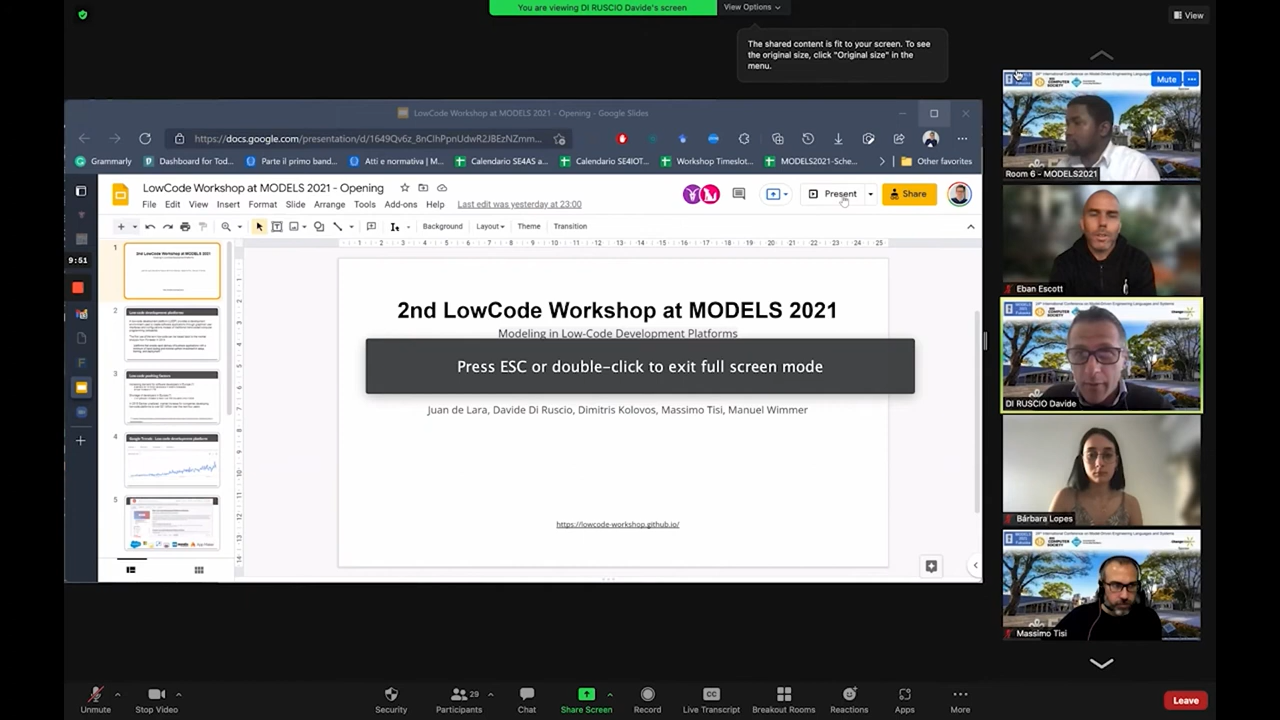 You are viewing DI RUSCIO Davide's screen
View Options
View
The shared content is fit to your screen. To see
the original size, click "Original size" in the
menu.
LowCode Workshop at MODELS 2021 - Opening - Google Slides
Grammarly
Dashboard for Tod...
Parte il primo band...
Atti e normativa | M...
Calendario SE4AS a...
Calendario SE4IOT...
Workshop Timeslot...
MODELS2021-Sche...
Other favorites
LowCode Workshop at MODELS 2021 - Opening
File Edit View Insert Format Slide Arrange Tools Add-ons Help
Last edit was yesterday at 23:00
Present
Share
Background Layout Theme Transition
9:51
1
2
3
4
5
2nd LowCode Workshop at MODELS 2021
Modeling in Low-Code Development Platforms
Press ESC or double-click to exit full screen mode
Juan de Lara, Davide Di Ruscio, Dimitris Kolovos, Massimo Tisi, Manuel Wimmer
https://lowcode-workshop.github.io/
Mute
Room 6 - MODELS2021
Eban Escott
DI RUSCIO Davide
Bárbara Lopes
Massimo Tisi
Unmute
Stop Video
Security
Participants
29
Chat
Share Screen
Record
Live Transcript
Breakout Rooms
Reactions
Apps
More
Leave